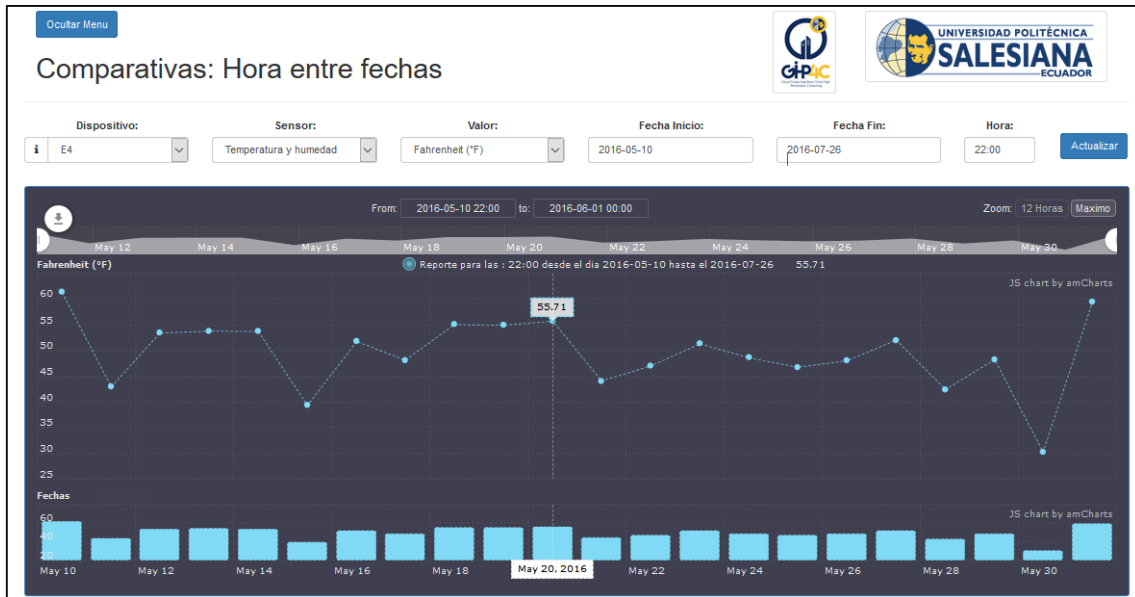 Ocultar Menu
Comparativas: Hora entre fechas
GIHP4C
UNIVERSIDAD POLITÉCNICA
SALESIANA
ECUADOR
Dispositivo: Sensor: Valor: Fecha Inicio: Fecha Fin: Hora:
i E4 Temperatura y humedad Fahrenheit (°F) 2016-05-10 2016-07-26 22:00 Actualizar
From: 2016-05-10 22:00 to: 2016-06-01 00:00 Zoom: 12 Horas Maximo
May 12 May 14 May 16 May 18 May 20 May 22 May 24 May 26 May 28 May 30
Fahrenheit (°F) Reporte para las : 22:00 desde el dia 2016-05-10 hasta el 2016-07-26 55.71
JS chart by amCharts
60
55.71
55
50
45
40
35
30
25
Fechas
JS chart by amCharts
60
40
20
May 10 May 12 May 14 May 16 May 18 May 20, 2016 May 22 May 24 May 26 May 28 May 30